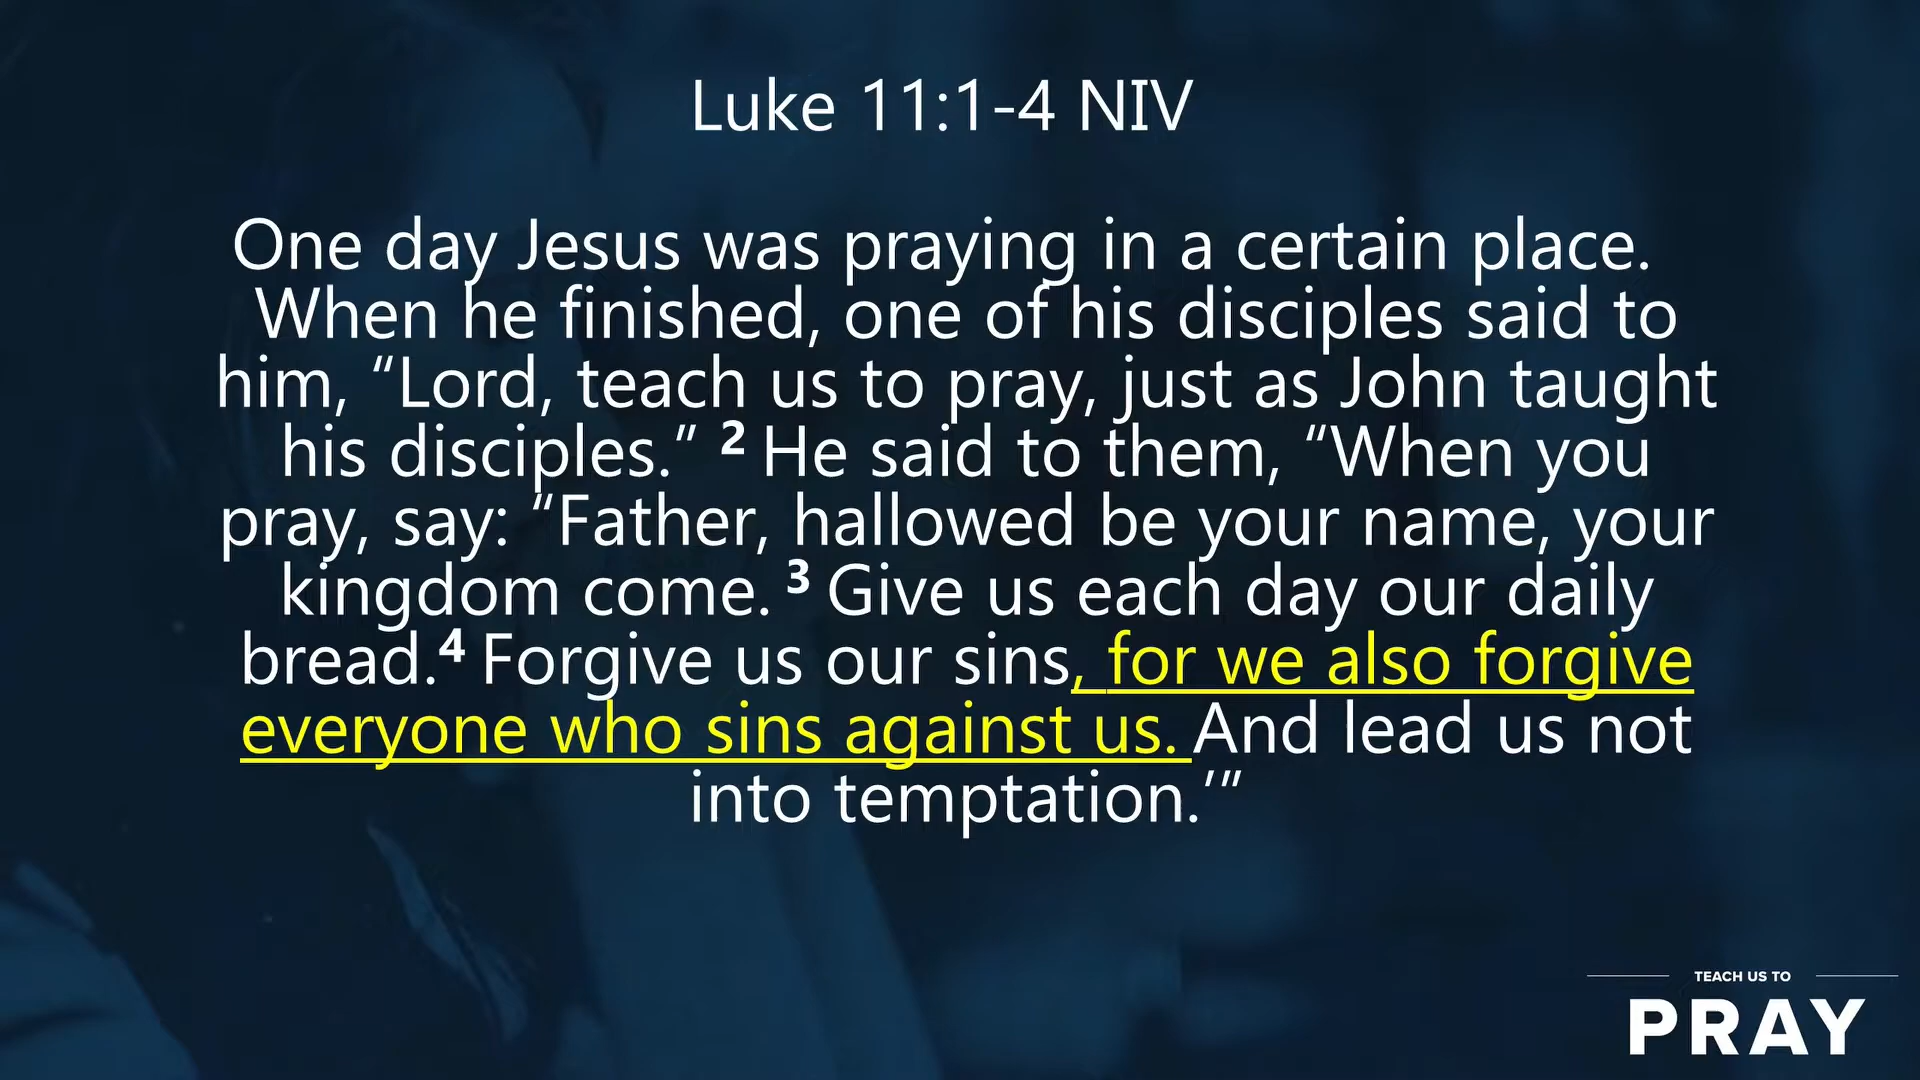 Luke 11:1-4 NIV
One day Jesus was praying in a certain place.
When he finished, one of his disciples said to
him, “Lord, teach us to pray, just as John taught
his disciples.” 2 He said to them, “When you
pray, say: “Father, hallowed be your name, your
kingdom come. 3 Give us each day our daily
bread.4 Forgive us our sins, for we also forgive
everyone who sins against us. And lead us not
into temptation.’”
TEACH US TO
PRAY